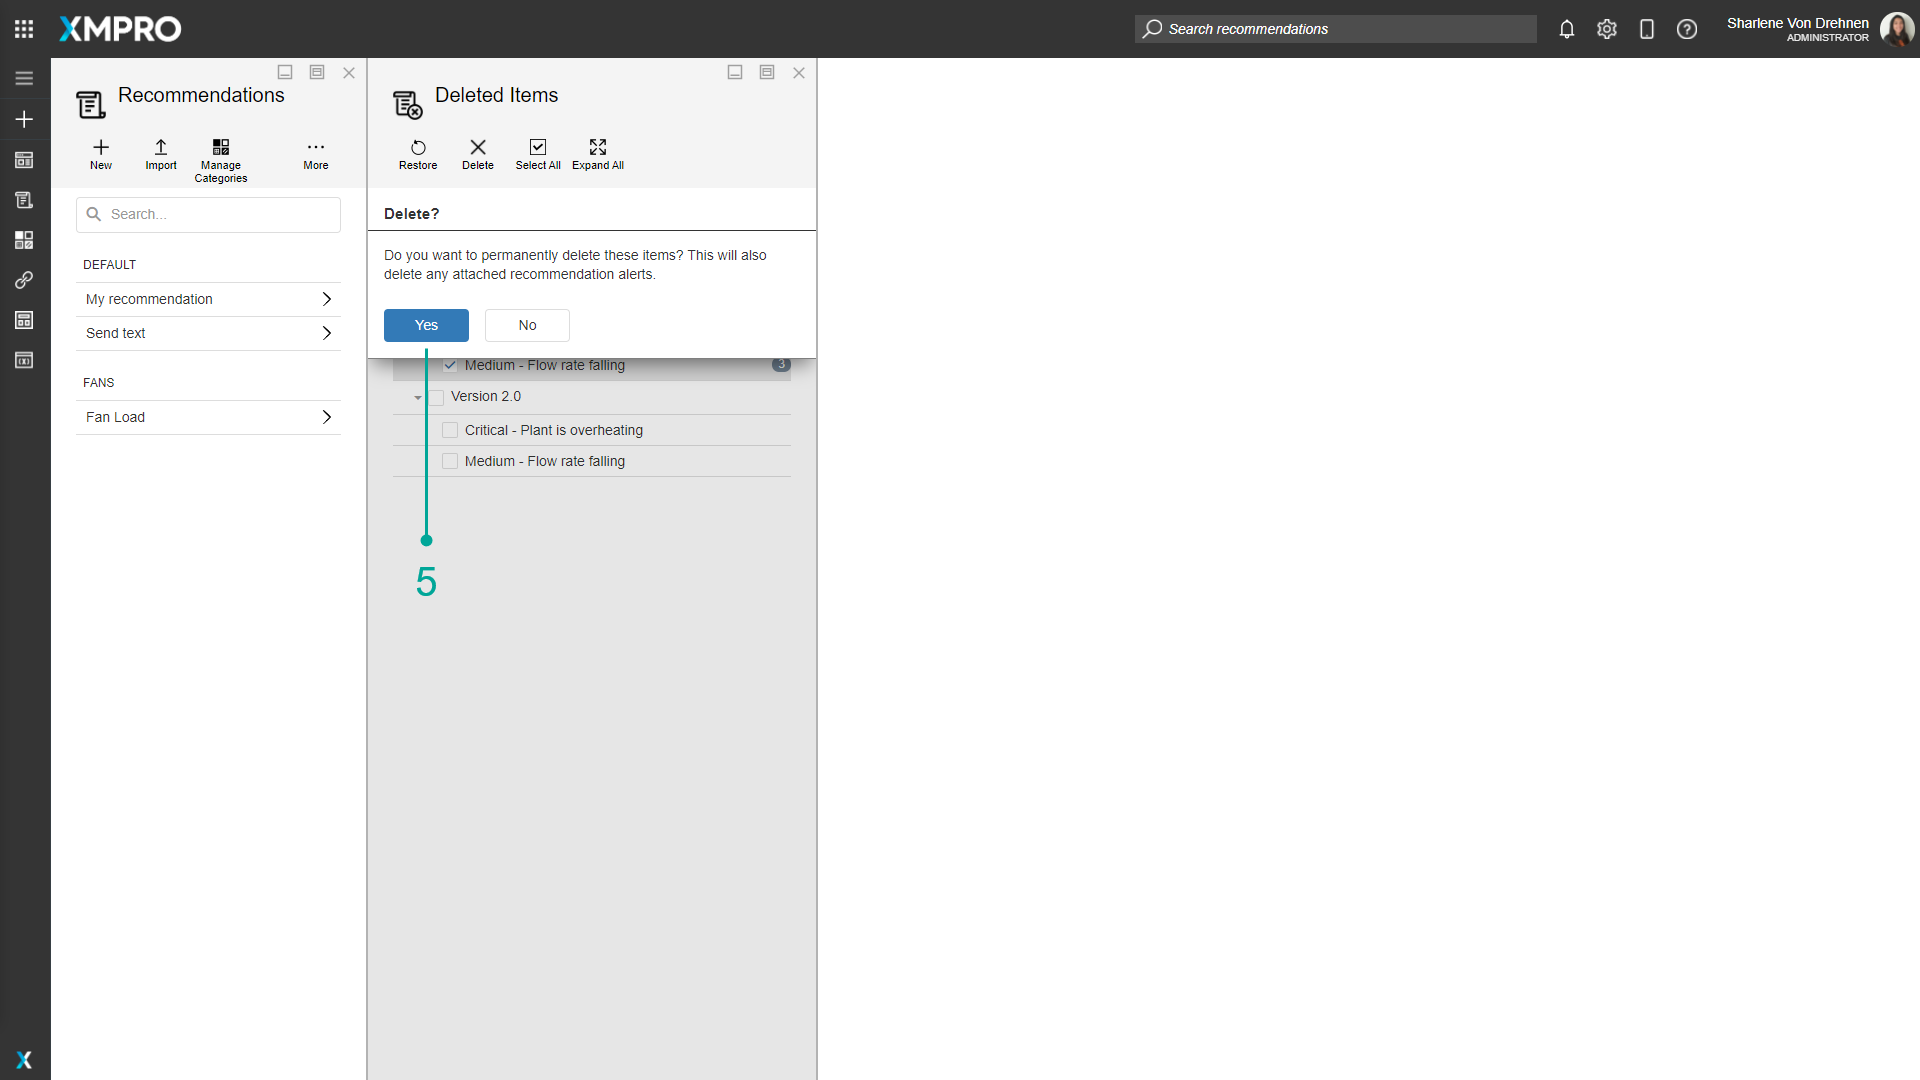 XMPRO
Search recommendations
Sharlene Von Drehnen
ADMINISTRATOR
Recommendations
New
Import
Manage
Categories
More
Search...
DEFAULT
My recommendation
Send text
FANS
Fan Load
Deleted Items
Restore
Delete
Select All
Expand All
Delete?
Do you want to permanently delete these items? This will also
delete any attached recommendation alerts.
Yes
No
Medium - Flow rate falling
3
Version 2.0
Critical - Plant is overheating
Medium - Flow rate falling
5